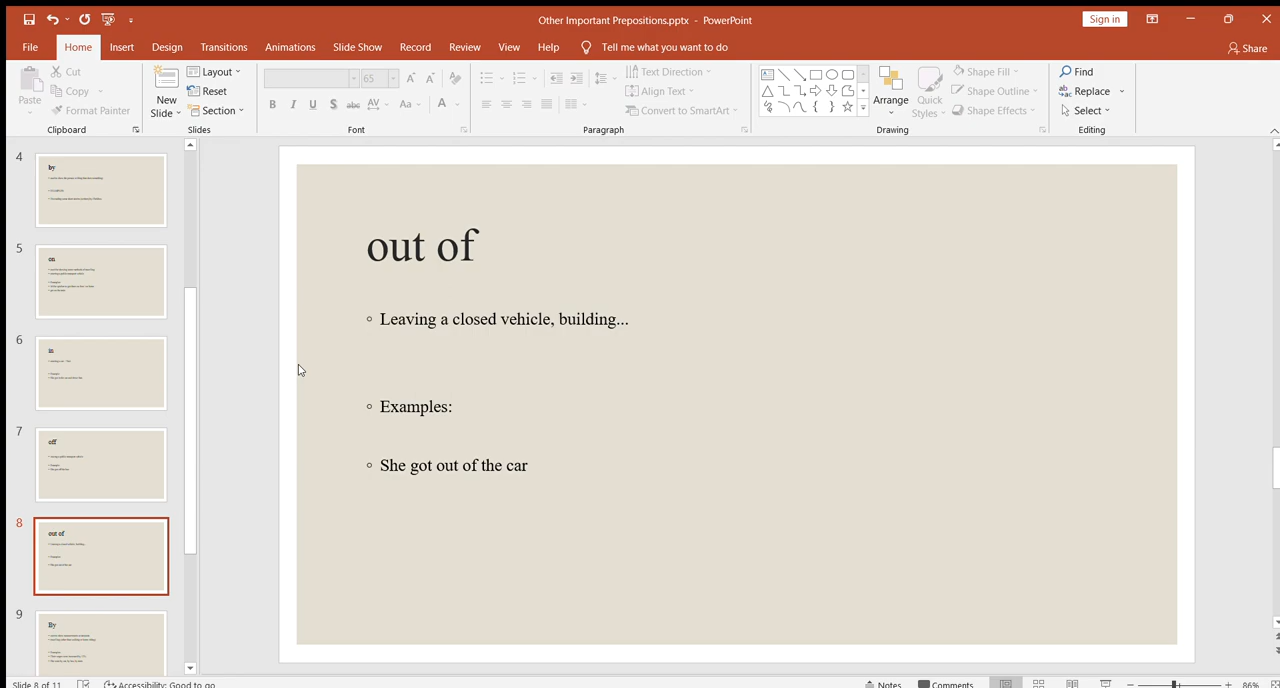 Other Important Prepositions.pptx - PowerPoint
Sign in
File Home Insert Design Transitions Animations Slide Show Record Review View Help Tell me what you want to do Share
Paste
Cut
Copy
Format Painter
Clipboard
New Slide
Layout
Reset
Section
Slides
65
B I U S abc AV Aa A
Font
Text Direction
Align Text
Convert to SmartArt
Paragraph
Arrange
Quick Styles
Shape Fill
Shape Outline
Shape Effects
Drawing
Find
Replace
Select
Editing
4
by
5
on
6
in
7
off
8
out of
9
By
out of
Leaving a closed vehicle, building...
Examples:
She got out of the car
Slide 8 of 11 Accessibility: Good to go Notes Comments 86%